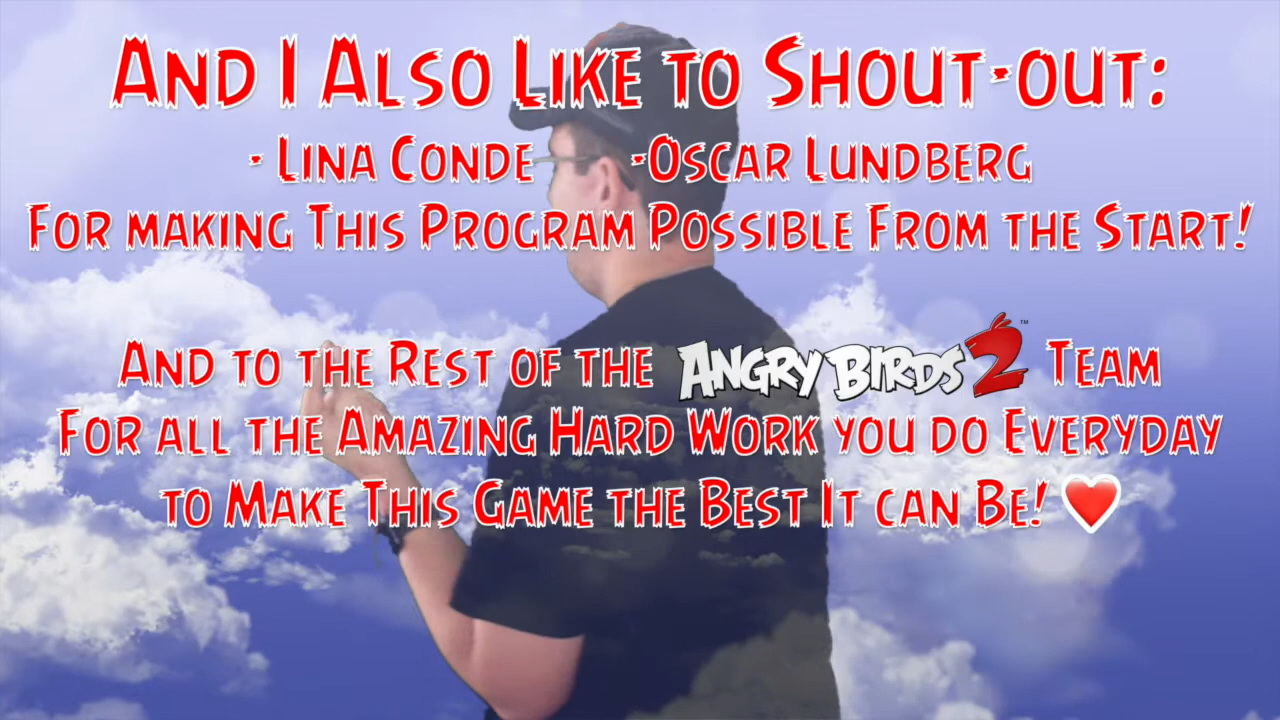 And I Also Like to Shout-out:
- Lina Conde -Oscar Lundberg
For making This Program Possible From the Start!
And to the Rest of the ANGRY BIRDS 2™ Team
For all the Amazing Hard Work you do Everyday
to Make This Game the Best It can Be! ❤️